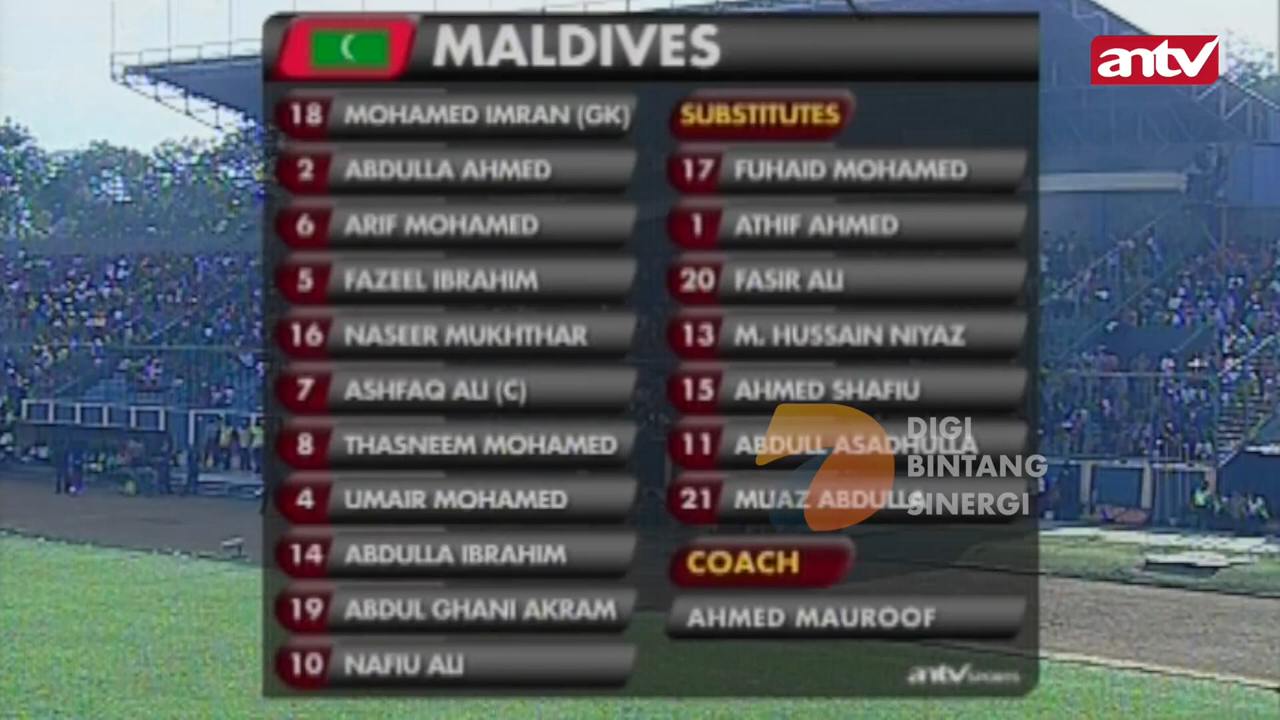 MALDIVES
antv
18 MOHAMED IMRAN (GK)
2 ABDULLA AHMED
6 ARIF MOHAMED
5 FAZEEL IBRAHIM
16 NASEER MUKHTHAR
7 ASHFAQ ALI (C)
8 THASNEEM MOHAMED
4 UMAIR MOHAMED
14 ABDULLA IBRAHIM
19 ABDUL GHANI AKRAM
10 NAFIU ALI
SUBSTITUTES
17 FUHAID MOHAMED
1 ATHIF AHMED
20 FASIR ALI
13 M. HUSSAIN NIYAZ
15 AHMED SHAFIU
11 ABDULL ASADHULLA
21 MUAZ ABDULLA
COACH
AHMED MAUROOF
antv SPORTS
DIGI
BINTANG
SINERGI